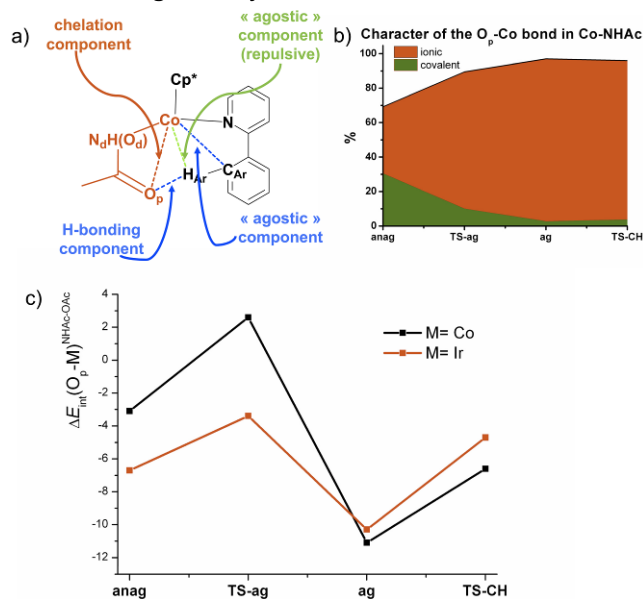 a)
chelation
component
« agostic »
component
(repulsive)
Cp*
Co
N
NdH(Od)
HAr
CAr
Op
H-bonding
component
« agostic »
component
b)
Character of the Op-Co bond in Co-NHAc
ionic
covalent
100
80
60
40
20
0
%
anag
TS-ag
ag
TS-CH
c)
M= Co
M= Ir
ΔEint(Op-M)NHAc-OAc
4
2
0
-2
-4
-6
-8
-10
-12
anag
TS-ag
ag
TS-CH